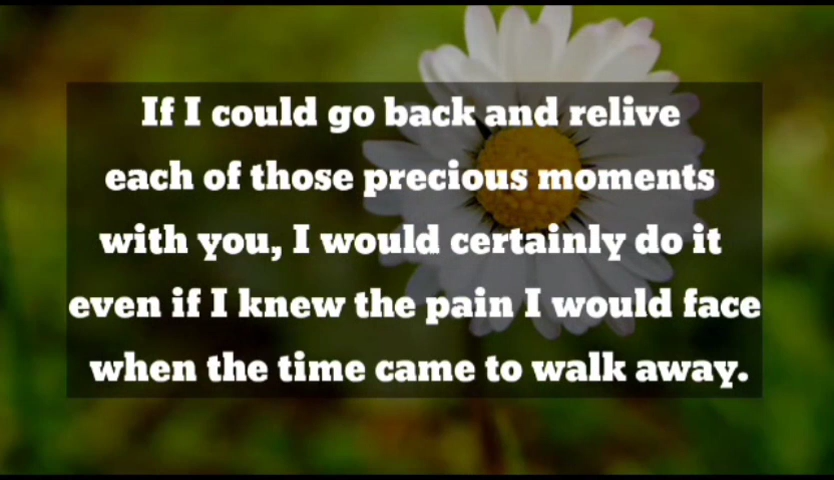 If I could go back and relive
each of those precious moments
with you, I would certainly do it
even if I knew the pain I would face
when the time came to walk away.